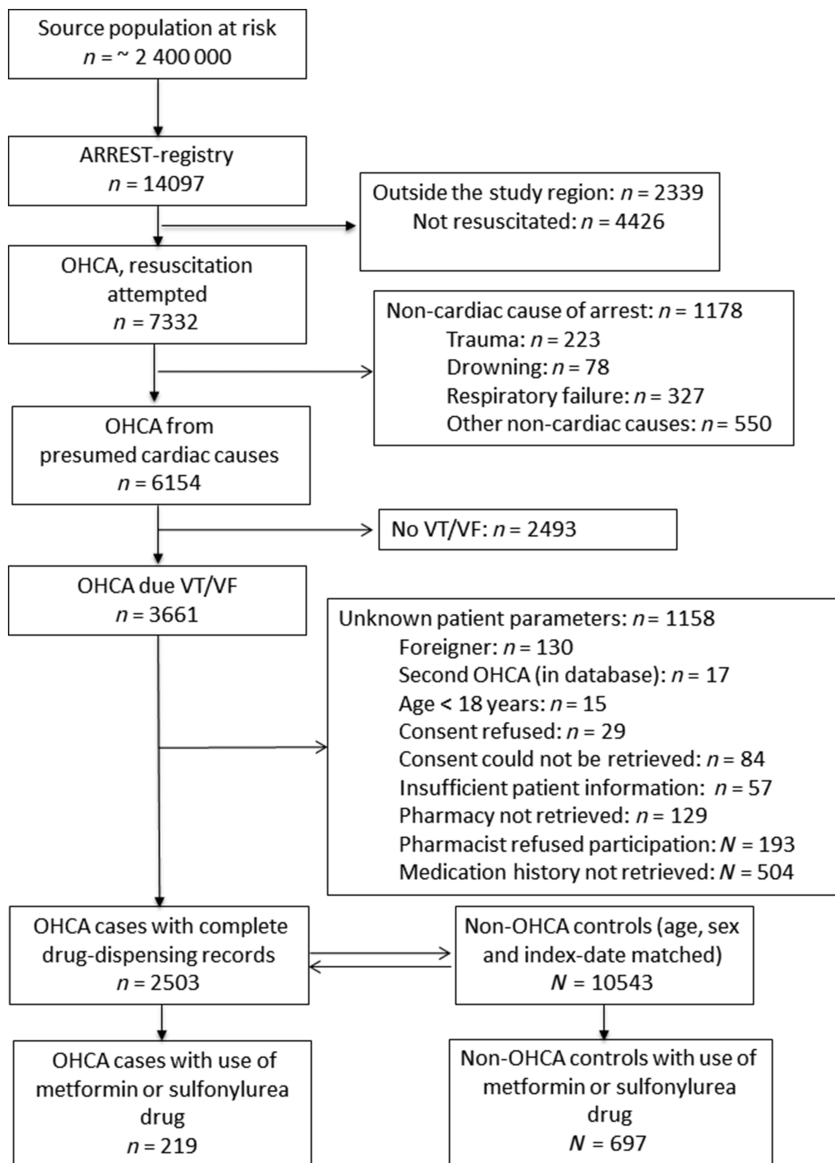 Source population at risk
n = ~ 2 400 000
ARREST-registry
n = 14097
Outside the study region: n = 2339
Not resuscitated: n = 4426
OHCA, resuscitation
attempted
n = 7332
Non-cardiac cause of arrest: n = 1178
Trauma: n = 223
Drowning: n = 78
Respiratory failure: n = 327
Other non-cardiac causes: n = 550
OHCA from
presumed cardiac causes
n = 6154
No VT/VF: n = 2493
OHCA due VT/VF
n = 3661
Unknown patient parameters: n = 1158
Foreigner: n = 130
Second OHCA (in database): n = 17
Age < 18 years: n = 15
Consent refused: n = 29
Consent could not be retrieved: n = 84
Insufficient patient information: n = 57
Pharmacy not retrieved: n = 129
Pharmacist refused participation: N = 193
Medication history not retrieved: N = 504
OHCA cases with complete
drug-dispensing records
n = 2503
Non-OHCA controls (age, sex
and index-date matched)
N = 10543
OHCA cases with use of
metformin or sulfonylurea
drug
n = 219
Non-OHCA controls with use of
metformin or sulfonylurea
drug
N = 697